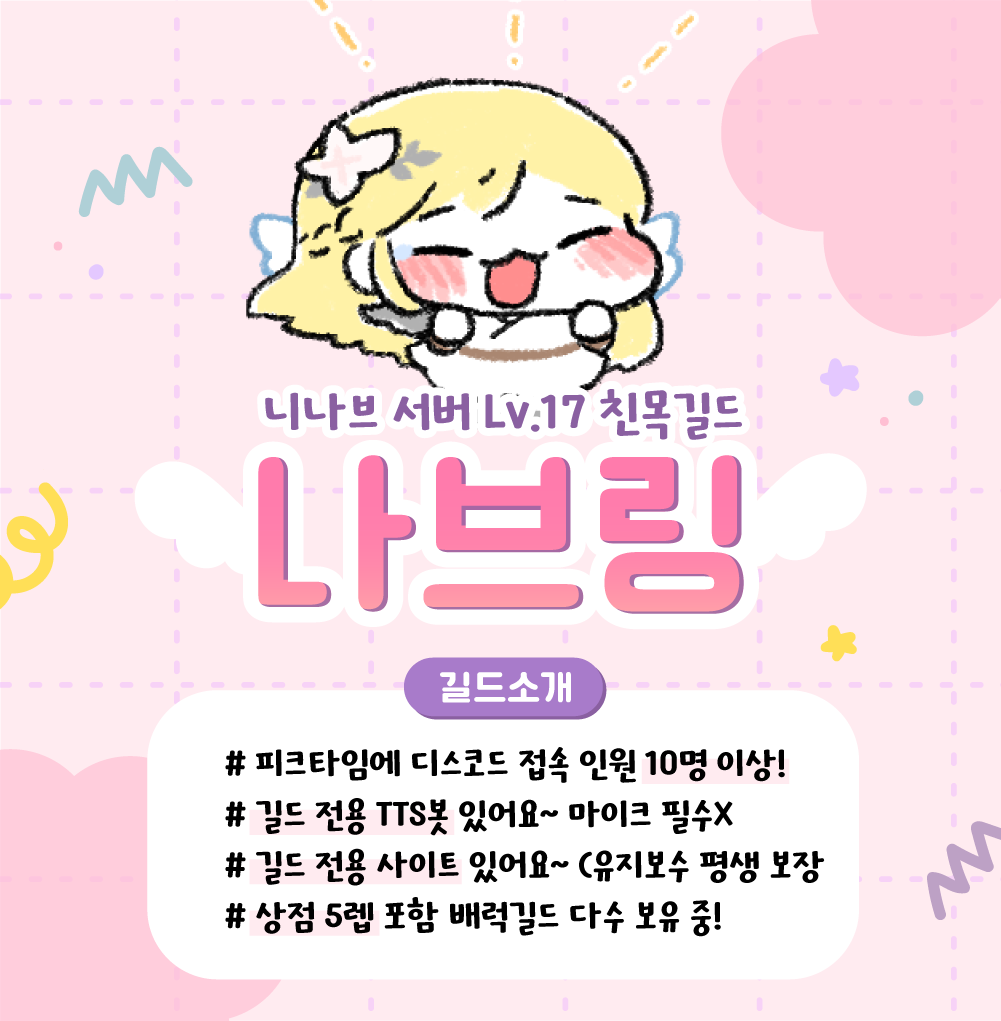 니나브 서버 Lv.17 친목길드
나브링
길드소개
# 피크타임에 디스코드 접속 인원 10명 이상!
# 길드 전용 TTS봇 있어요~ 마이크 필수X
# 길드 전용 사이트 있어요~ (유지보수 평생 보장
# 상점 5렙 포함 배럭길드 다수 보유 중!